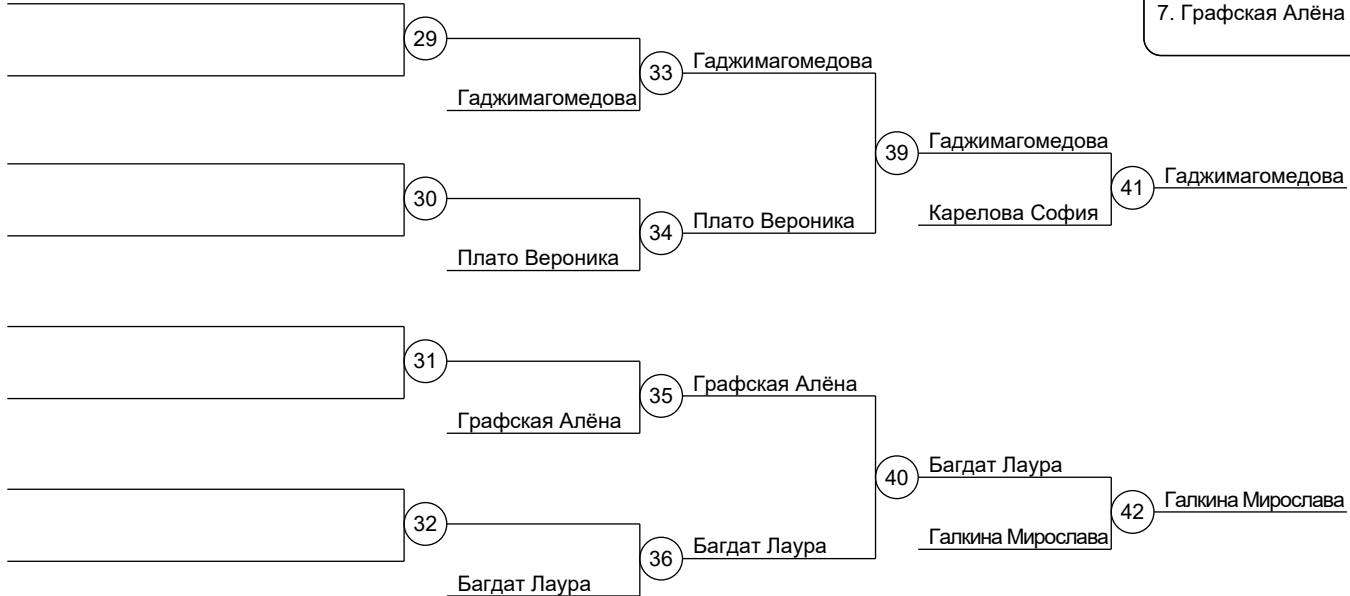 7. Графская Алёна
29
33
Гаджимагомедова
Гаджимагомедова
39
Гаджимагомедова
41
Гаджимагомедова
Карелова София
30
34
Плато Вероника
Плато Вероника
31
35
Графская Алёна
Графская Алёна
40
Багдат Лаура
42
Галкина Мирослава
Галкина Мирослава
32
36
Багдат Лаура
Багдат Лаура